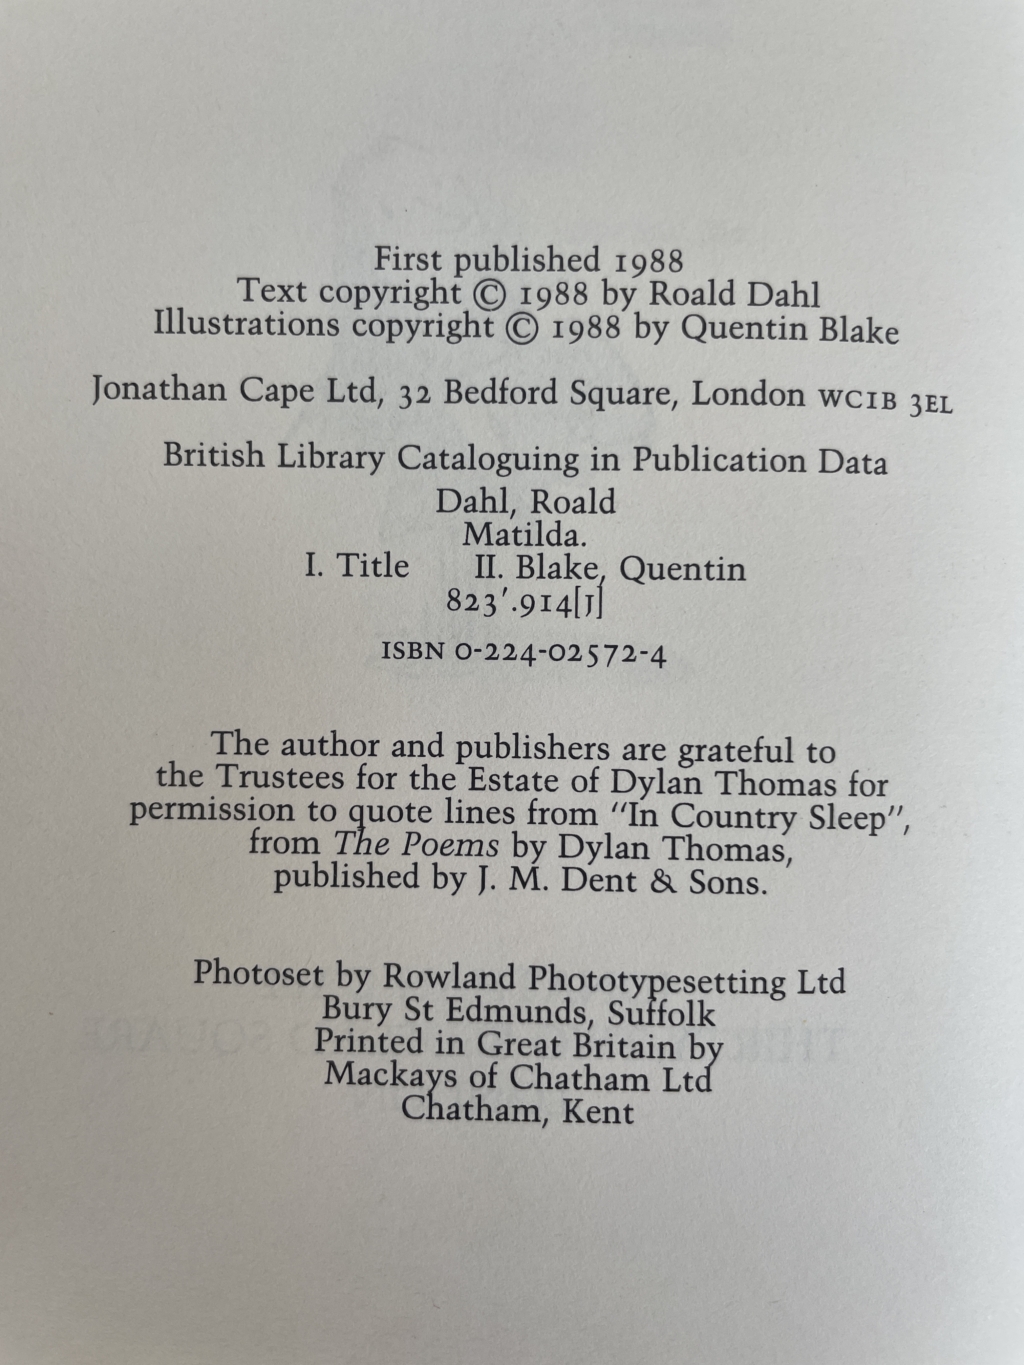 First published 1988
Text copyright © 1988 by Roald Dahl
Illustrations copyright © 1988 by Quentin Blake
Jonathan Cape Ltd, 32 Bedford Square, London WC1B 3EL
British Library Cataloguing in Publication Data
Dahl, Roald
Matilda.
I. Title II. Blake, Quentin
823′.914[J]
ISBN 0-224-02572-4
The author and publishers are grateful to
the Trustees for the Estate of Dylan Thomas for
permission to quote lines from "In Country Sleep",
from The Poems by Dylan Thomas,
published by J. M. Dent & Sons.
Photoset by Rowland Phototypesetting Ltd
Bury St Edmunds, Suffolk
Printed in Great Britain by
Mackays of Chatham Ltd
Chatham, Kent